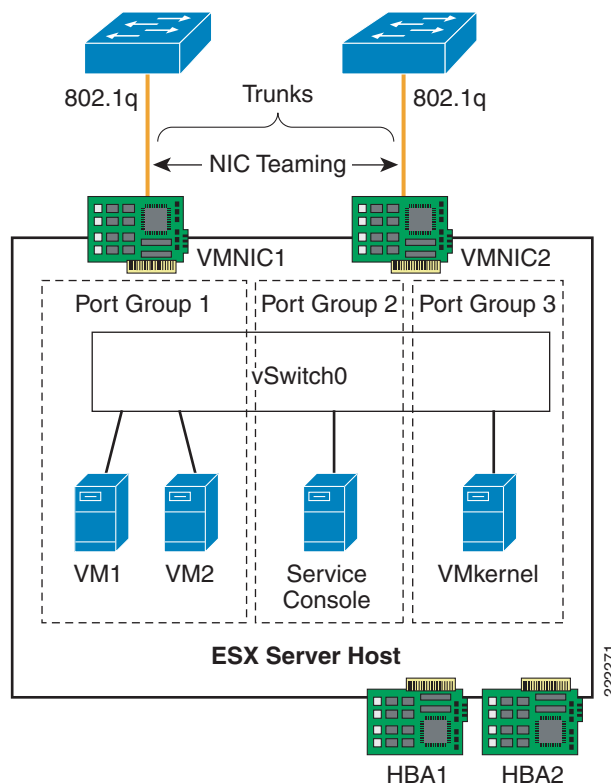 802.1q
Trunks
802.1q
NIC Teaming
VMNIC1
VMNIC2
Port Group 1
Port Group 2
Port Group 3
vSwitch0
VM1
VM2
Service
Console
VMkernel
ESX Server Host
HBA1
HBA2
222271